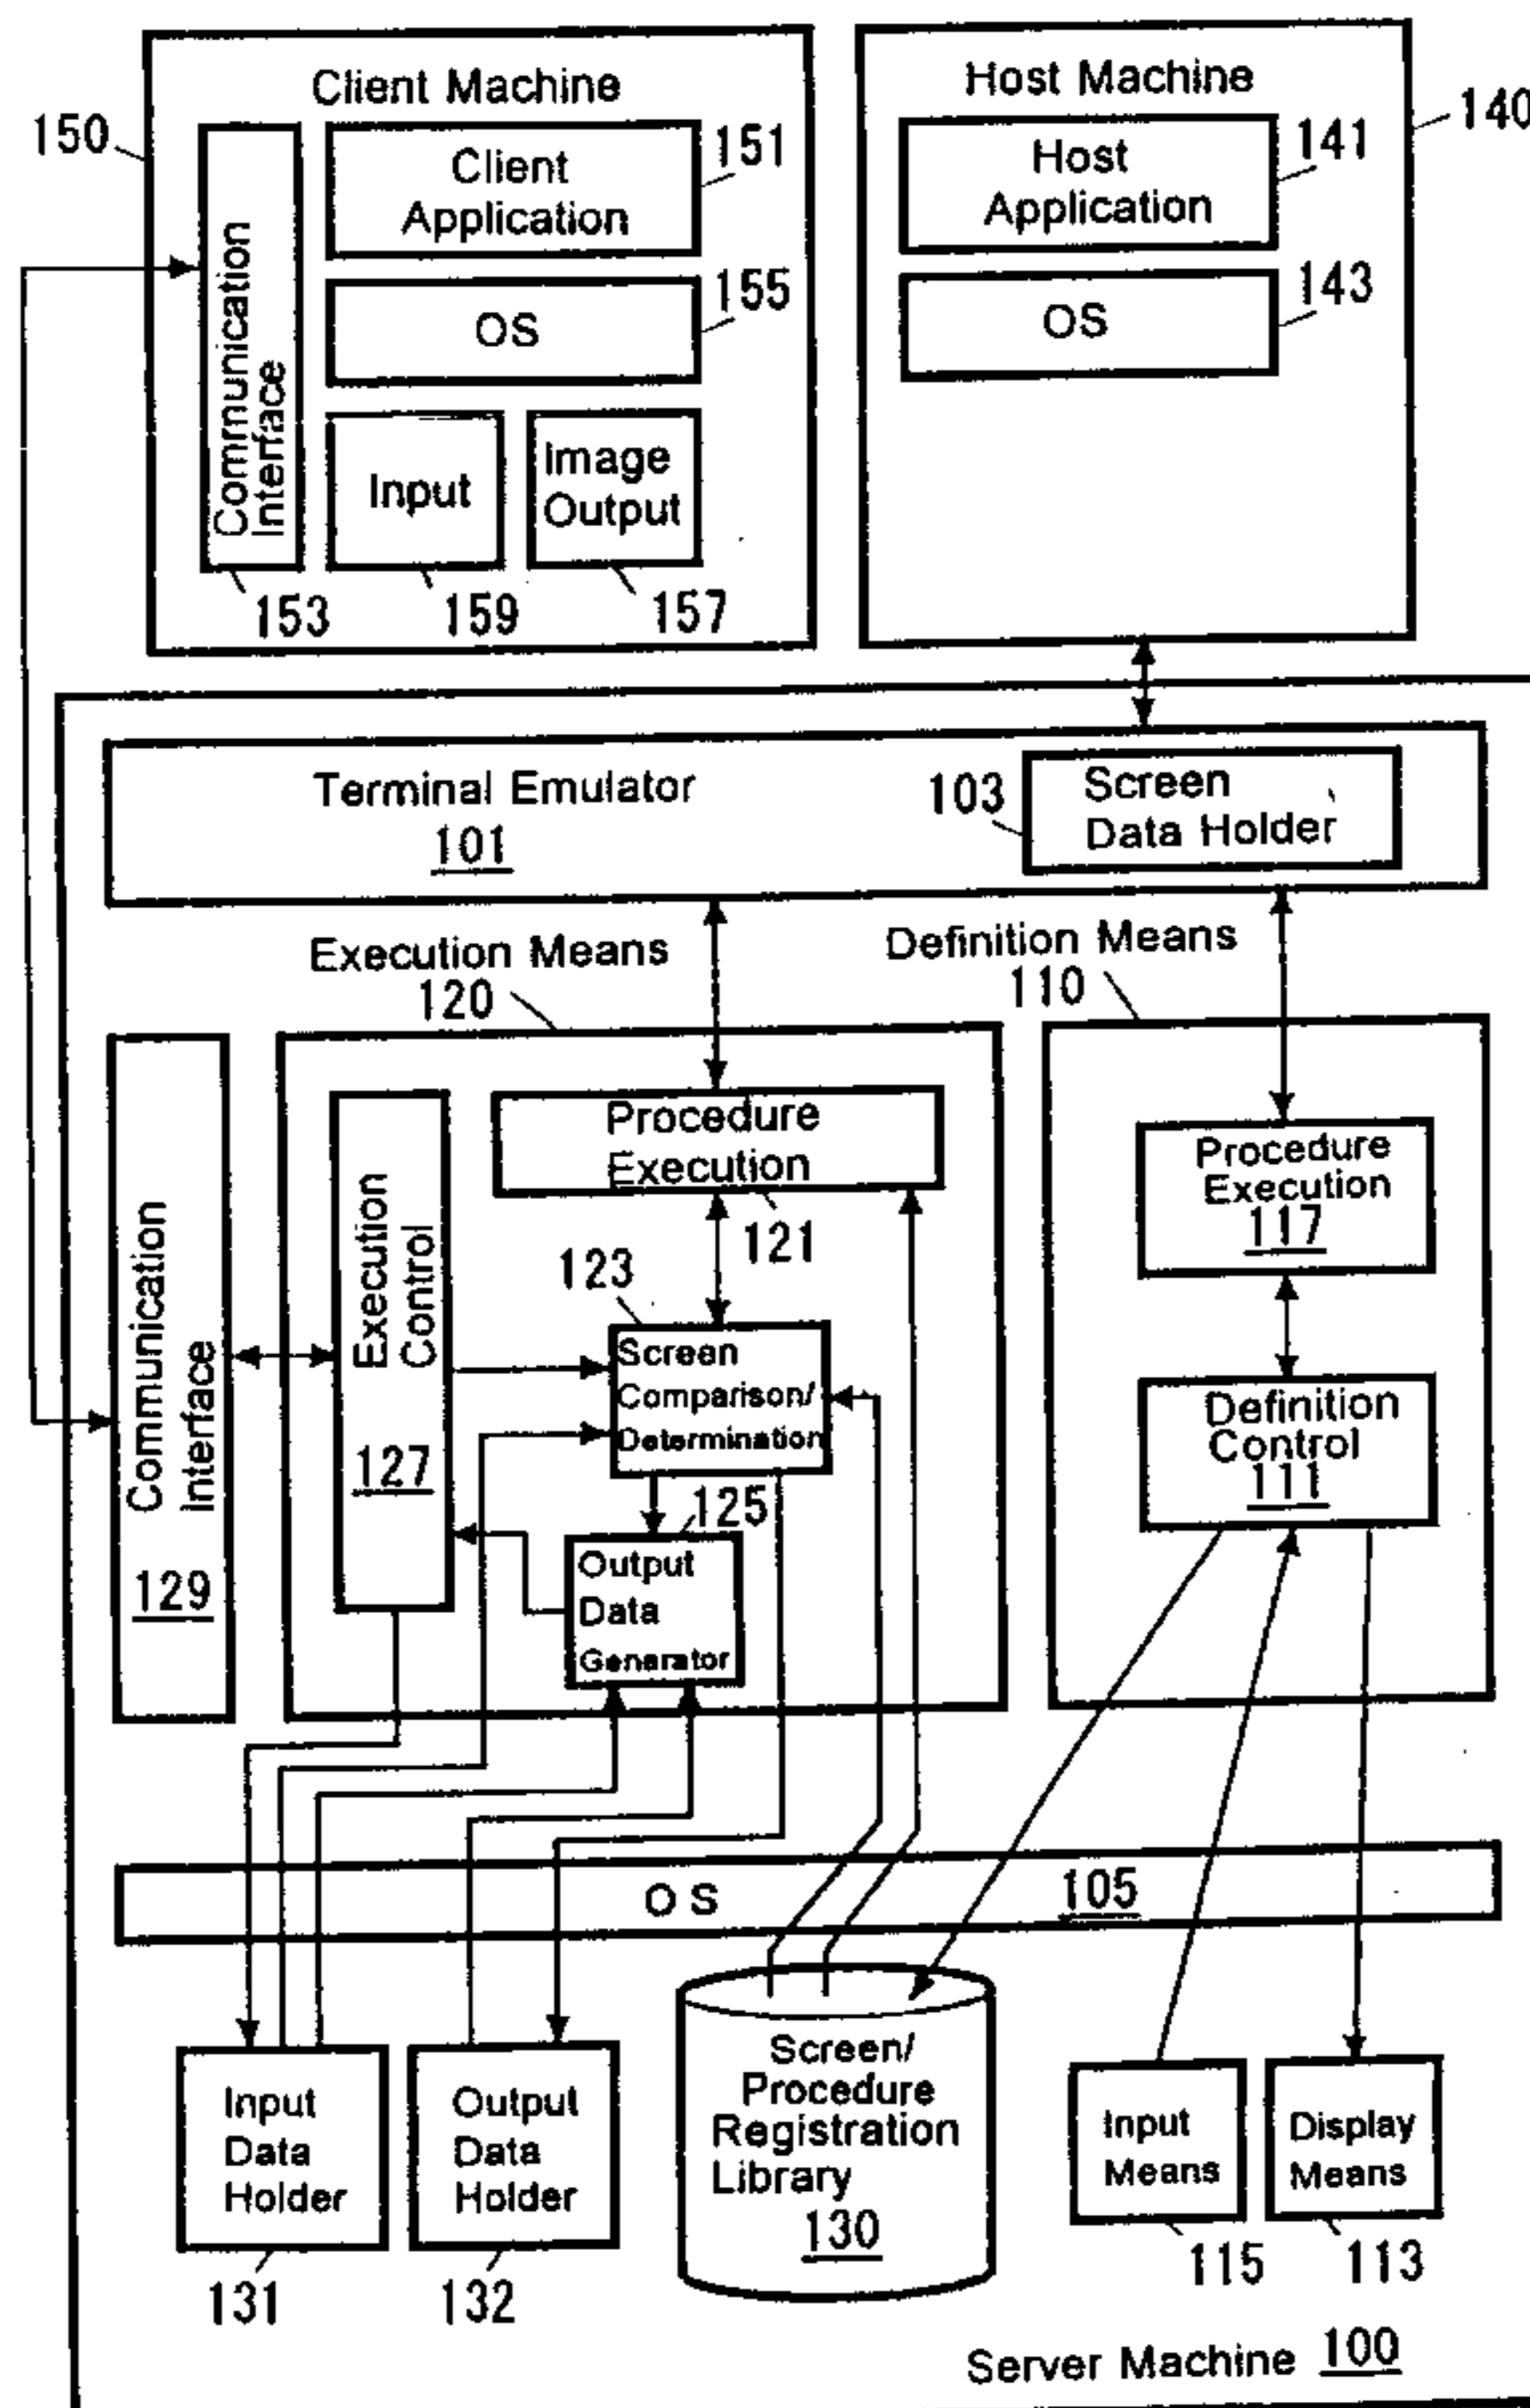 Client Machine
150
Communication
Interface
153
Client
Application
151
OS
155
Input
159
Image
Output
157
Host Machine
140
Host
Application
141
OS
143
Terminal Emulator
101
103
Screen
Data Holder
Execution Means
120
Definition Means
110
Communication
Interface
129
Execution
Control
127
Procedure
Execution
121
123
Screen
Comparison/
Determination
125
Output
Data
Generator
Procedure
Execution
117
Definition
Control
111
OS
105
Input
Data
Holder
131
Output
Data
Holder
132
Screen/
Procedure
Registration
Library
130
Input
Means
115
Display
Means
113
Server Machine 100